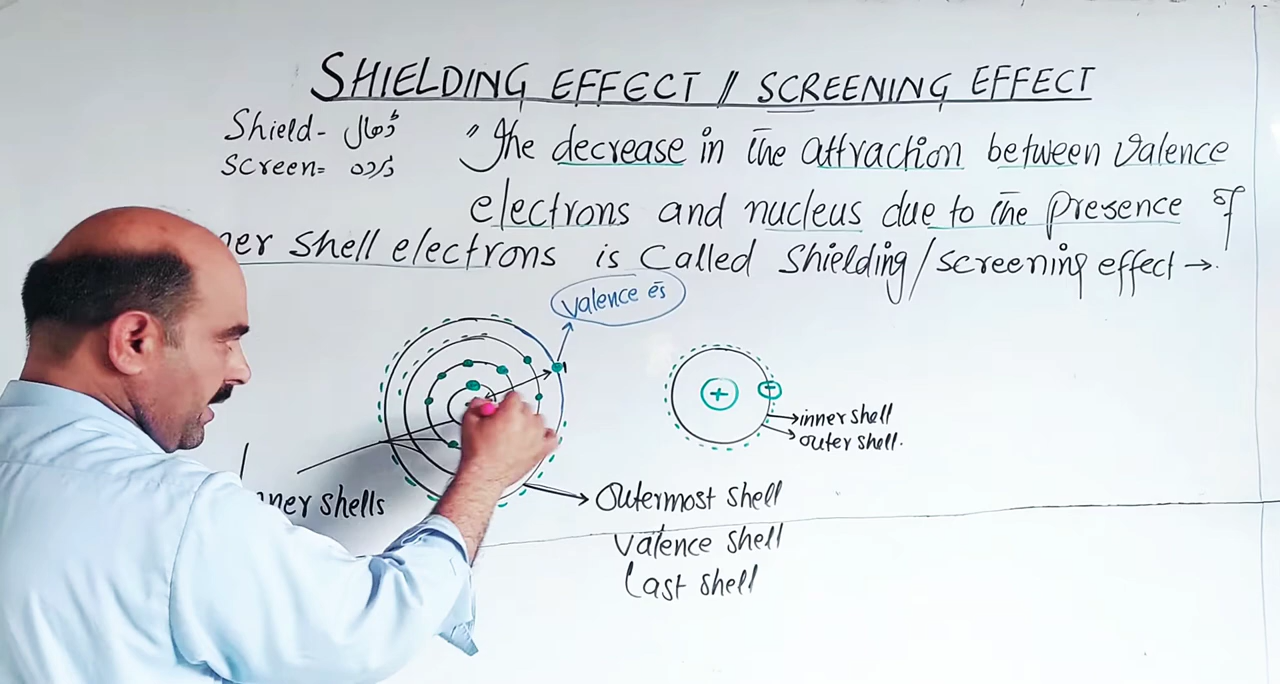 SHIELDING EFFECT // SCREENING EFFECT
Shield - ڈھال
Screen = پردہ
"The decrease in the attraction between valence
electrons and nucleus due to the presence of
ner shell electrons is called shielding/screening effect →.
valence es
+
-
inner shell
outer shell.
nner shells
Outermost shell
valence shell
Last shell